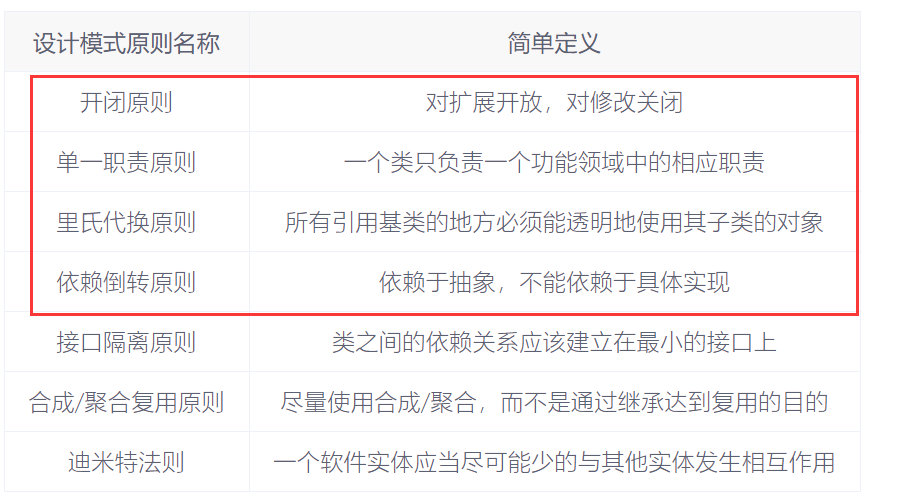 设计模式原则名称 简单定义
开闭原则 对扩展开放，对修改关闭
单一职责原则 一个类只负责一个功能领域中的相应职责
里氏代换原则 所有引用基类的地方必须能透明地使用其子类的对象
依赖倒转原则 依赖于抽象，不能依赖于具体实现
接口隔离原则 类之间的依赖关系应该建立在最小的接口上
合成/聚合复用原则 尽量使用合成/聚合，而不是通过继承达到复用的目的
迪米特法则 一个软件实体应当尽可能少的与其他实体发生相互作用